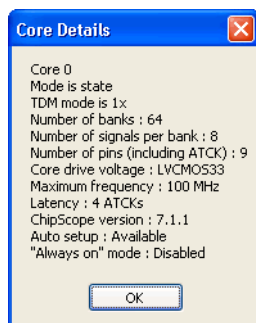 Core Details
Core 0
Mode is state
TDM mode is 1x
Number of banks : 64
Number of signals per bank : 8
Number of pins (including ATCK) : 9
Core drive voltage : LVCMOS33
Maximum frequency : 100 MHz
Latency : 4 ATCKs
ChipScope version : 7.1.1
Auto setup : Available
"Always on" mode : Disabled
OK